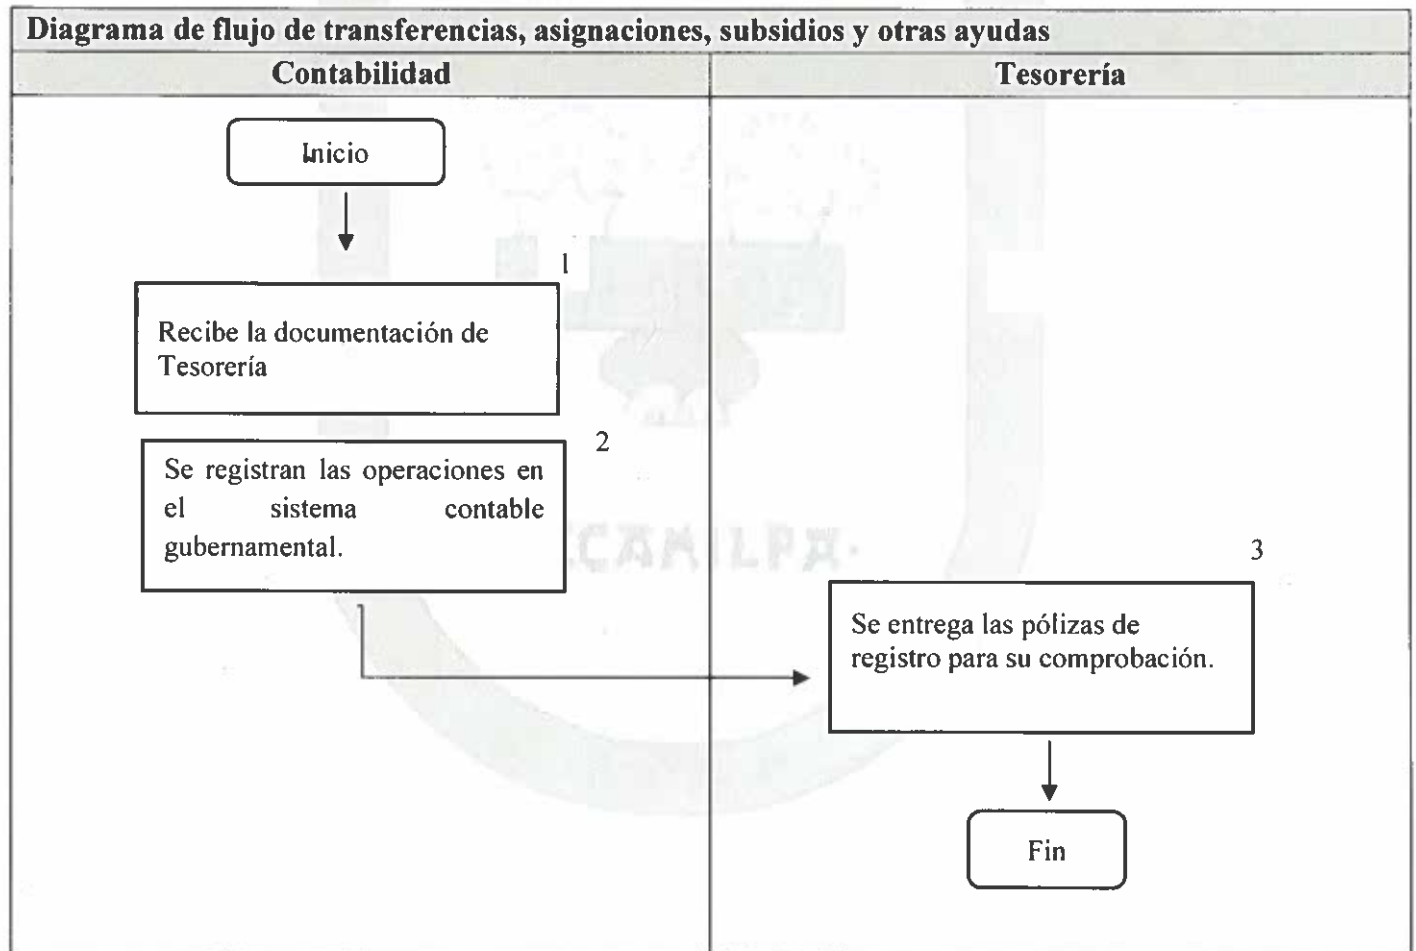 Diagrama de flujo de transferencias, asignaciones, subsidios y otras ayudas
Contabilidad
Tesorería
Inicio
1
Recibe la documentación de
Tesorería
2
Se registran las operaciones en
el sistema contable
gubernamental.
CAMILPA
3
Se entrega las pólizas de
registro para su comprobación.
Fin